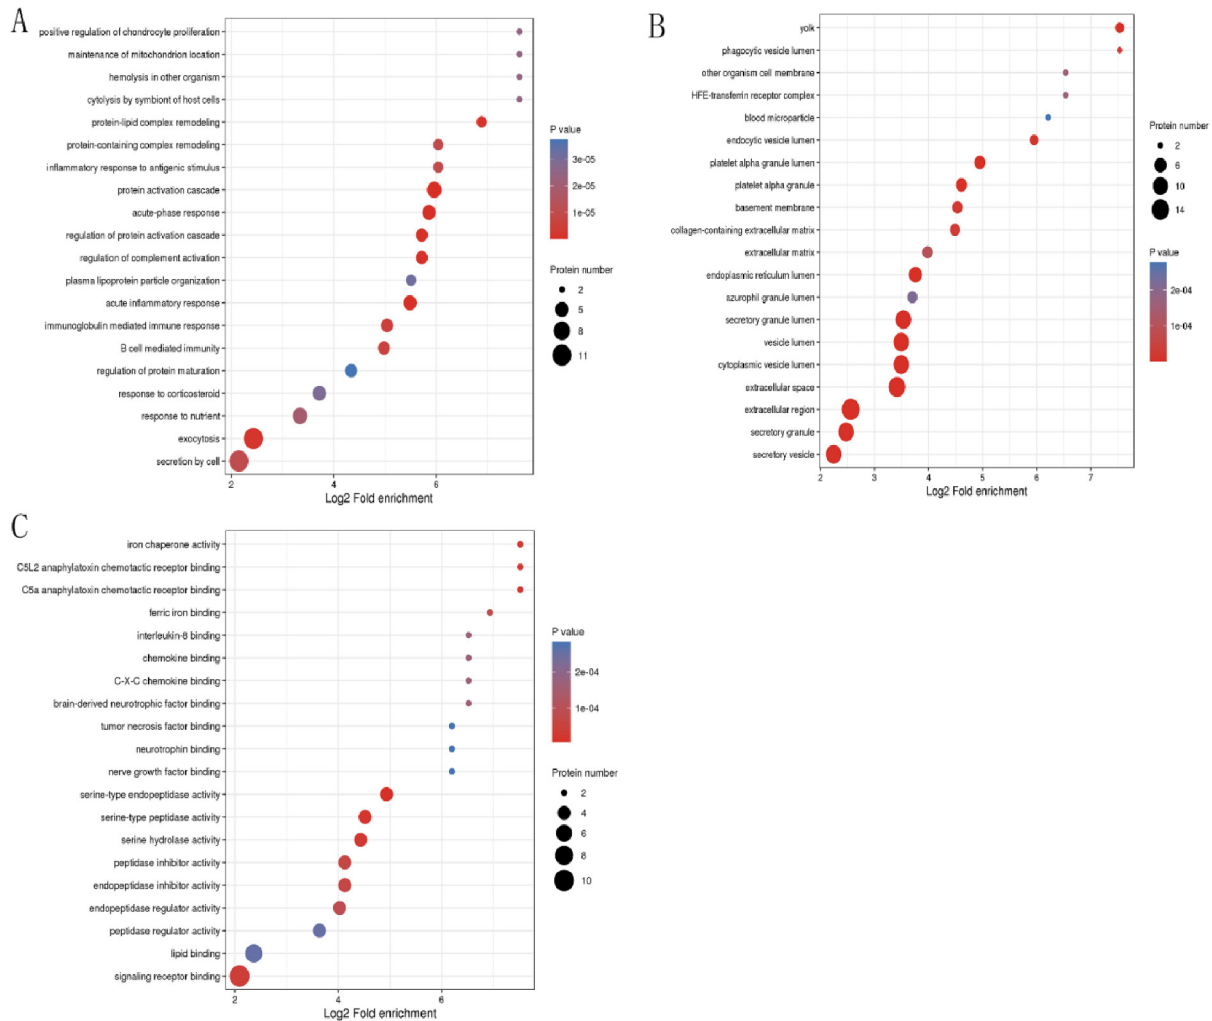 A
positive regulation of chondrocyte proliferation
maintenance of mitochondrion location
hemolysis in other organism
cytolysis by symbiont of host cells
protein-lipid complex remodeling
protein-containing complex remodeling
inflammatory response to antigenic stimulus
protein activation cascade
acute-phase response
regulation of protein activation cascade
regulation of complement activation
plasma lipoprotein particle organization
acute inflammatory response
immunoglobulin mediated immune response
B cell mediated immunity
regulation of protein maturation
response to corticosteroid
response to nutrient
exocytosis
secretion by cell
2 4 6
Log2 Fold enrichment
P value
3e-05
2e-05
1e-05
Protein number
2
5
8
11
B
yolk
phagocytic vesicle lumen
other organism cell membrane
HFE-transferrin receptor complex
blood microparticle
endocytic vesicle lumen
platelet alpha granule lumen
platelet alpha granule
basement membrane
collagen-containing extracellular matrix
extracellular matrix
endoplasmic reticulum lumen
azurophil granule lumen
secretory granule lumen
vesicle lumen
cytoplasmic vesicle lumen
extracellular space
extracellular region
secretory granule
secretory vesicle
2 3 4 5 6 7
Log2 Fold enrichment
Protein number
2
6
10
14
P value
2e-04
1e-04
C
iron chaperone activity
C5L2 anaphylatoxin chemotactic receptor binding
C5a anaphylatoxin chemotactic receptor binding
ferric iron binding
interleukin-8 binding
chemokine binding
C-X-C chemokine binding
brain-derived neurotrophic factor binding
tumor necrosis factor binding
neurotrophin binding
nerve growth factor binding
serine-type endopeptidase activity
serine-type peptidase activity
serine hydrolase activity
peptidase inhibitor activity
endopeptidase inhibitor activity
endopeptidase regulator activity
peptidase regulator activity
lipid binding
signaling receptor binding
2 4 6
Log2 Fold enrichment
P value
2e-04
1e-04
Protein number
2
4
6
8
10